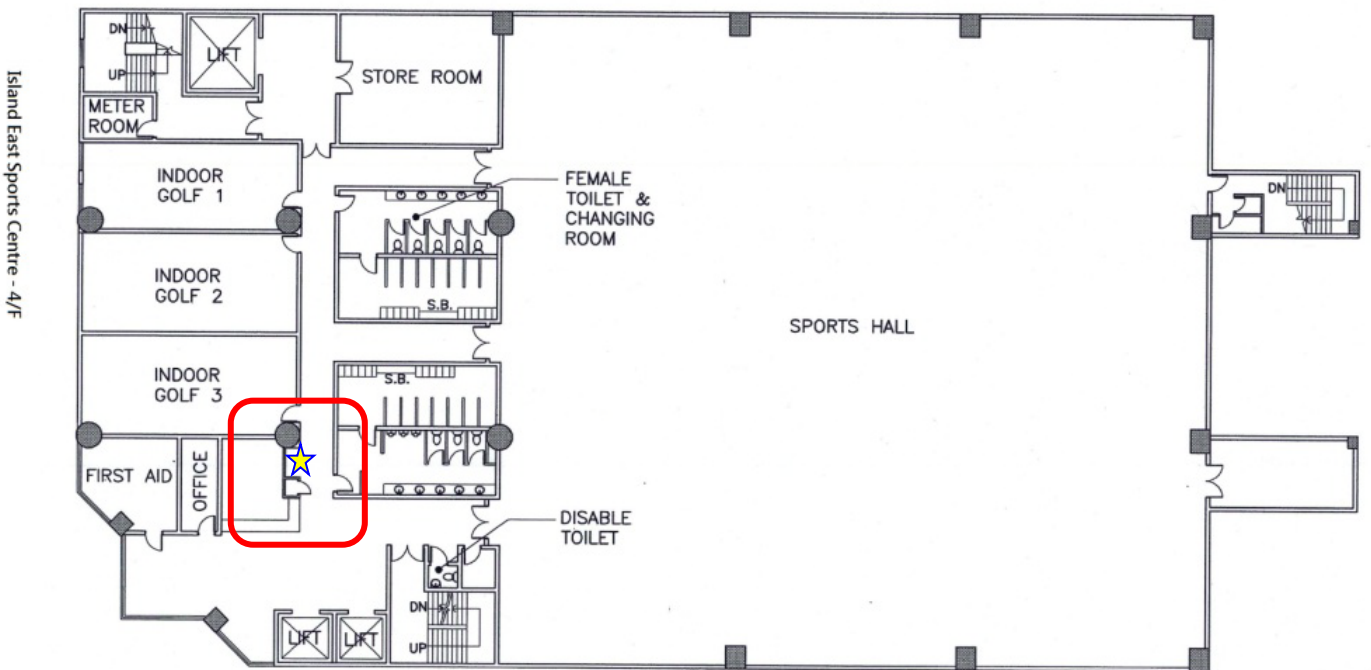 Island East Sports Centre - 4/F
DN
UP
LIFT
STORE ROOM
METER
ROOM
INDOOR
GOLF 1
FEMALE
TOILET &
CHANGING
ROOM
DN
INDOOR
GOLF 2
S.B.
SPORTS HALL
INDOOR
GOLF 3
S.B.
FIRST AID
OFFICE
DISABLE
TOILET
DN
UP
LIFT
LIFT